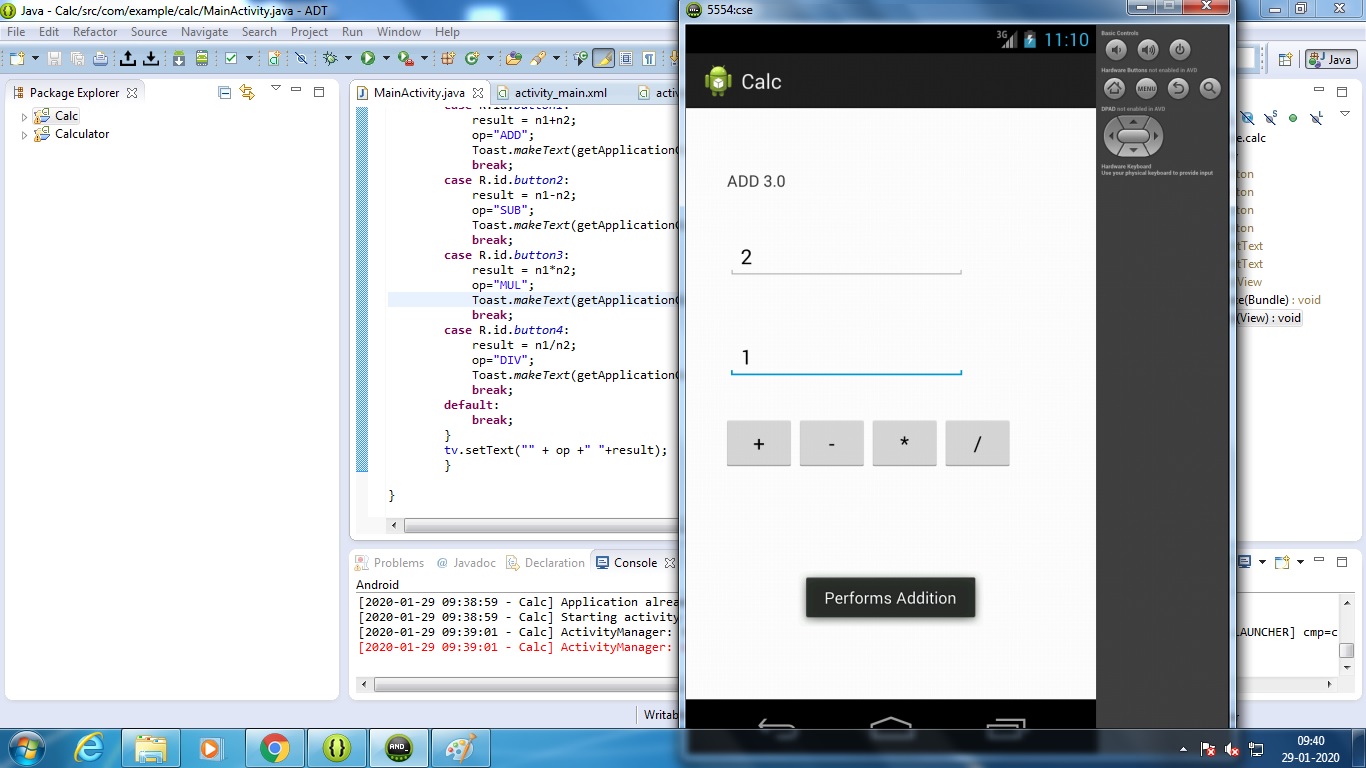 Java - Calc/src/com/example/calc/MainActivity.java - ADT
File Edit Refactor Source Navigate Search Project Run Window Help
Java
Package Explorer
Calc
Calculator
MainActivity.java
activity_main.xml
result = n1+n2;
op="ADD";
Toast.makeText(getApplicationC
break;
case R.id.button2:
result = n1-n2;
op="SUB";
Toast.makeText(getApplicationC
break;
case R.id.button3:
result = n1*n2;
op="MUL";
Toast.makeText(getApplicationC
break;
case R.id.button4:
result = n1/n2;
op="DIV";
Toast.makeText(getApplicationC
break;
default:
break;
}
tv.setText("" + op +" "+result);
}
}
Problems @ Javadoc Declaration Console
Android
[2020-01-29 09:38:59 - Calc] Application alrea
[2020-01-29 09:38:59 - Calc] Starting activity
[2020-01-29 09:39:01 - Calc] ActivityManager:
[2020-01-29 09:39:01 - Calc] ActivityManager:
LAUNCHER] cmp=c
Writab
5554:cse
3G 11:10
Calc
ADD 3.0
2
1
+ - * /
Performs Addition
Basic Controls
Hardware Buttons not enabled in AVD
MENU
DPAD not enabled in AVD
Hardware Keyboard
Use your physical keyboard to provide input
e.calc
ton
ton
ton
ton
tText
tText
View
e(Bundle) : void
(View) : void
09:40
29-01-2020